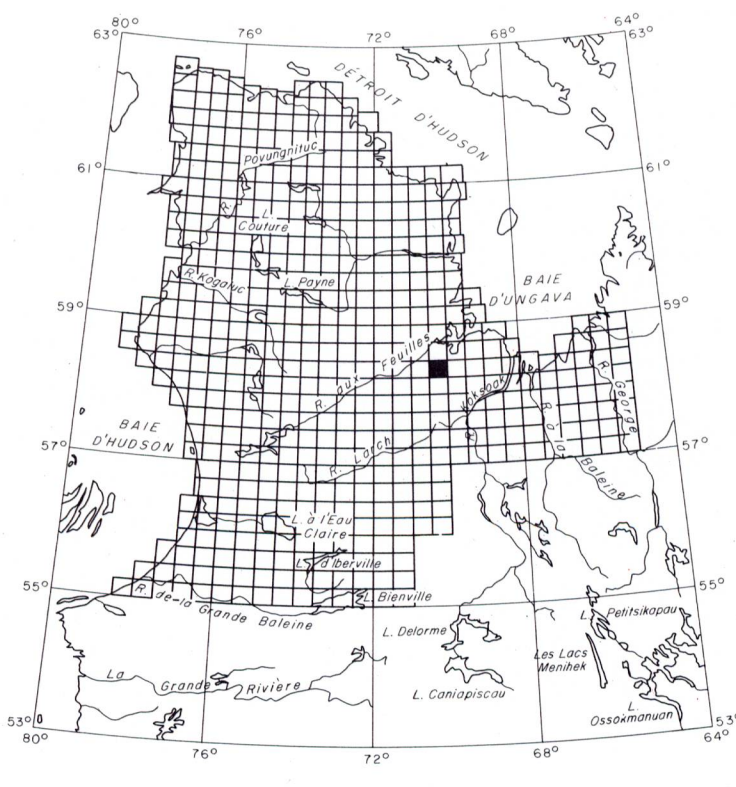 80°
76°
72°
68°
64°
63°
63°
DÉTROIT
D'HUDSON
61°
61°
R. Povungnituc
L.
Couture
R. Kogaluc
L. Payne
BAIE
D'UNGAVA
59°
59°
R. aux Feuilles
R. Koksoak
R. George
BAIE
D'HUDSON
57°
57°
R. Larch
R. à la Baleine
L. à l'Eau
Claire
L. d'Iberville
55°
55°
R. de-la Grande Baleine
L. Bienville
L. Delorme
L. Petitsikapau
Les Lacs
Menihek
La Grande Rivière
L. Caniapiscau
L.
Ossokmanuan
53°
53°
80°
76°
72°
68°
64°